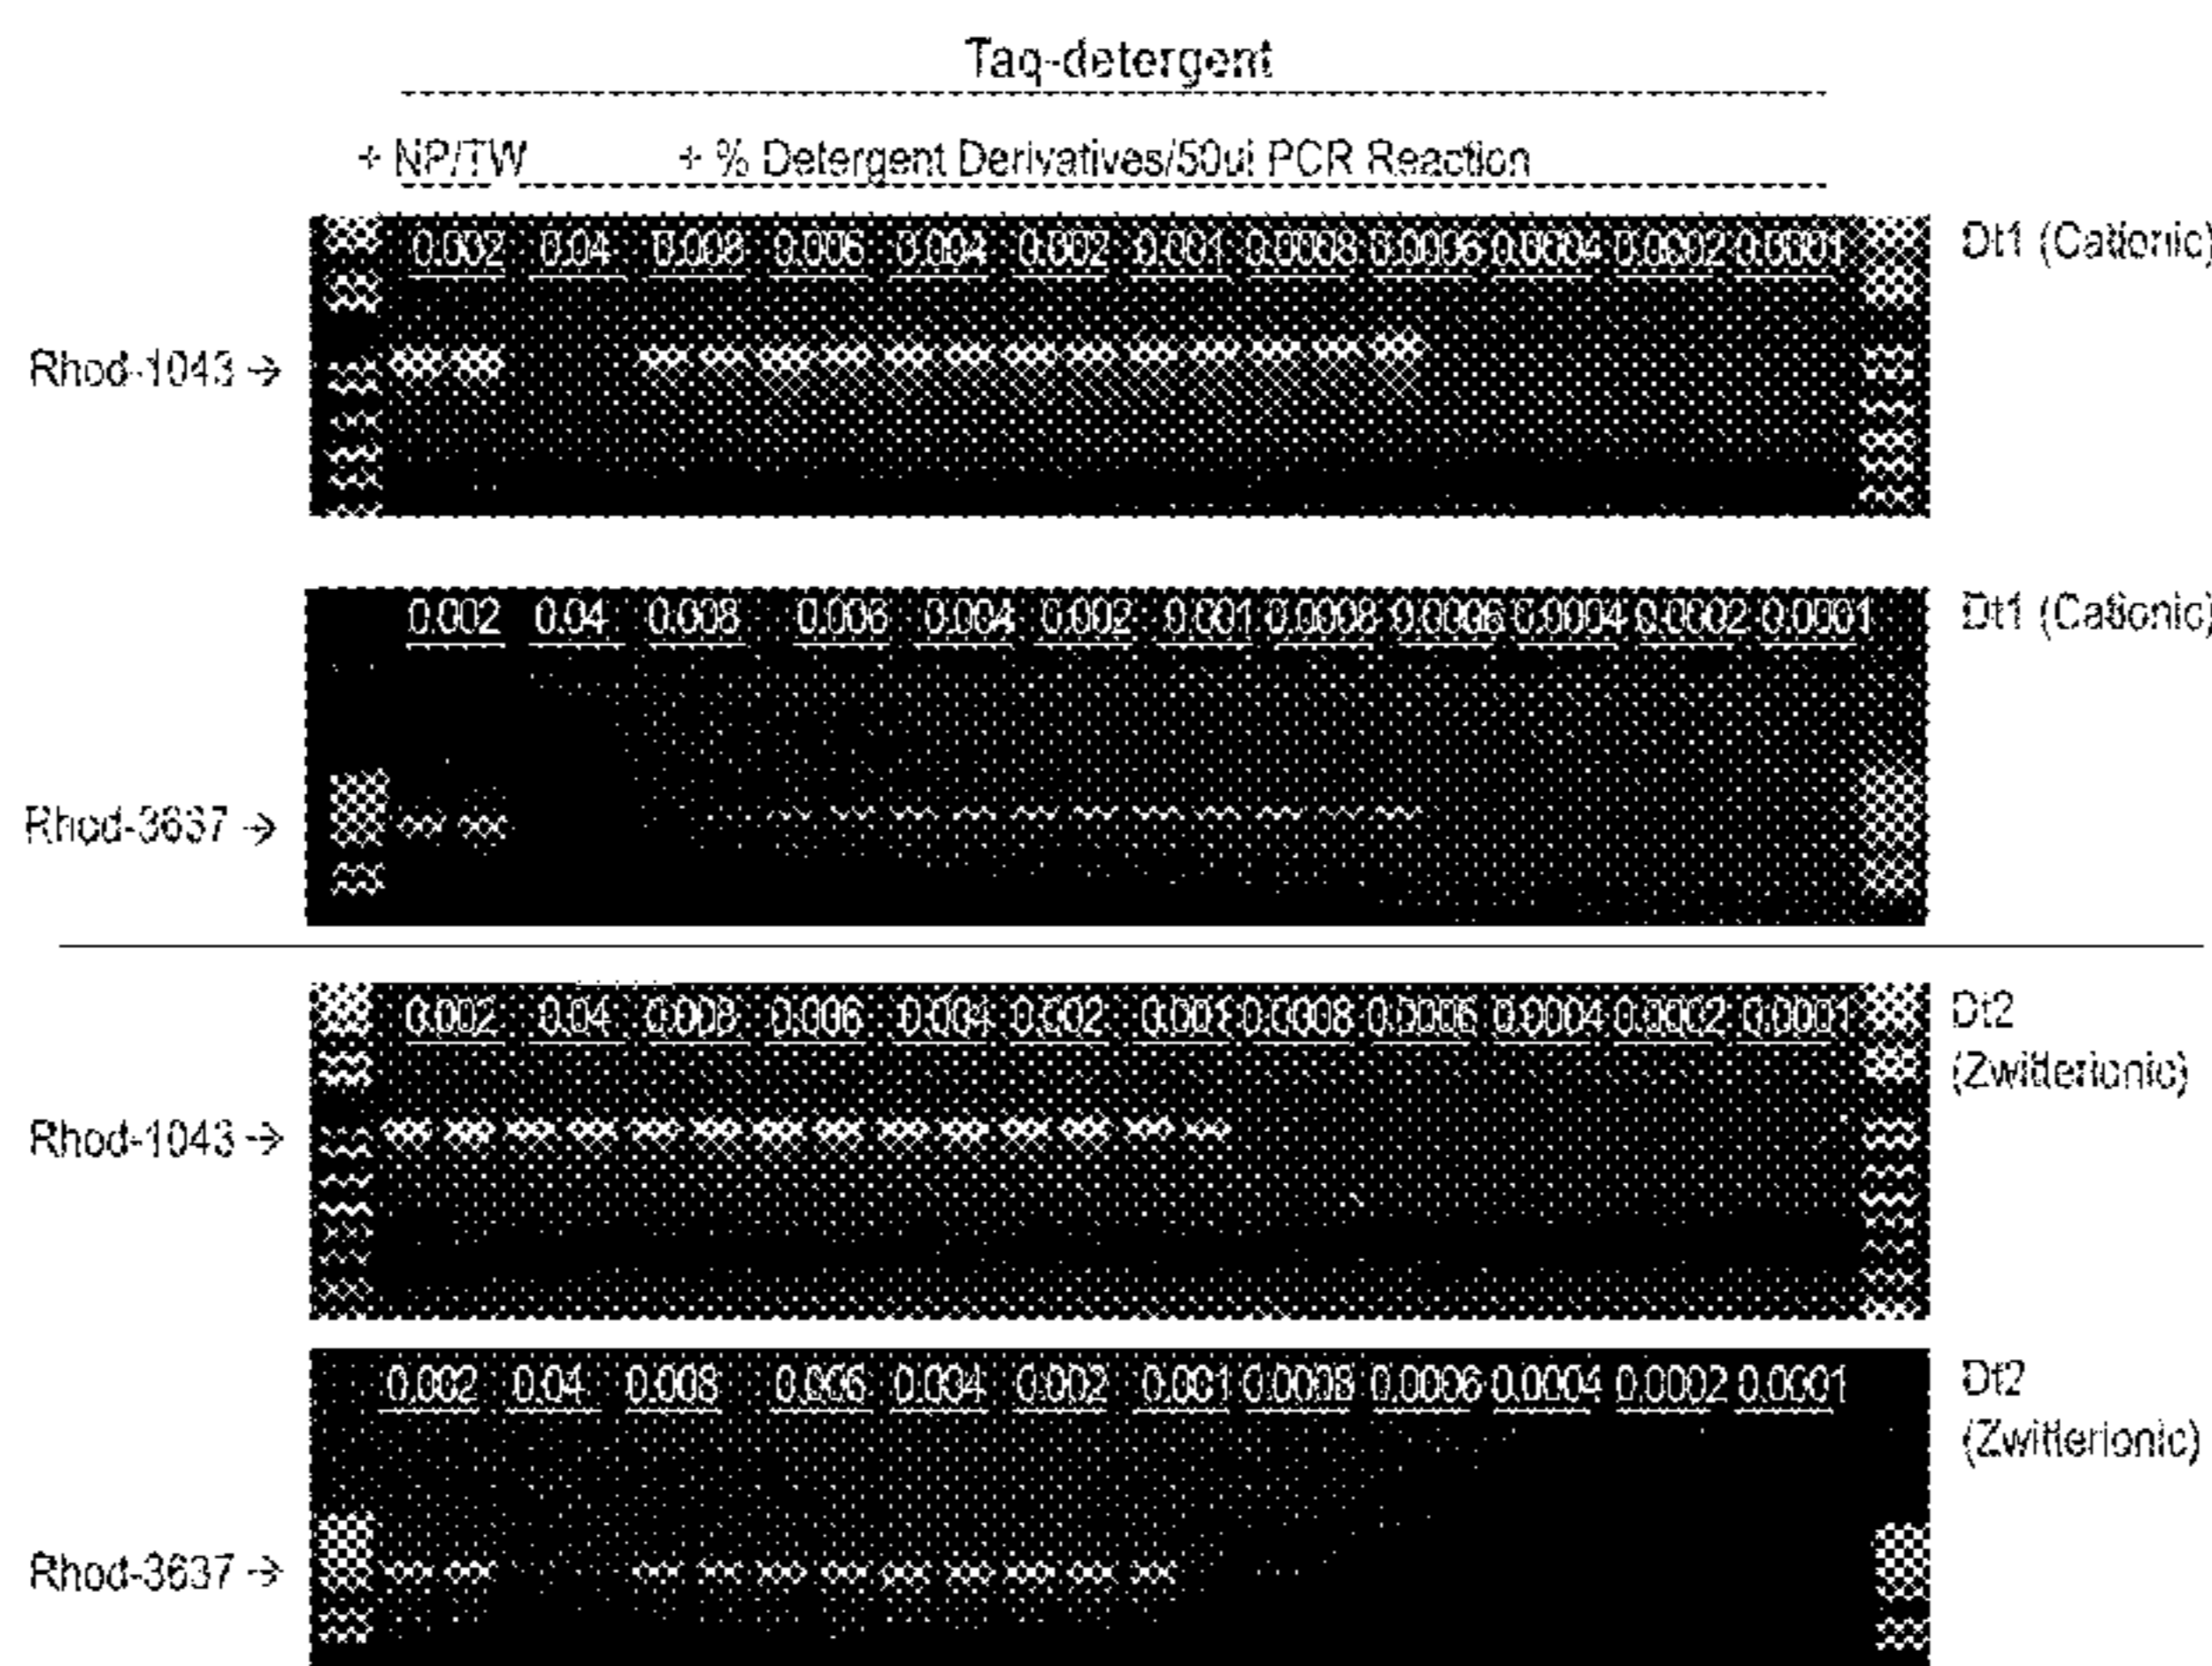 Taq-detergent
+ NP/TW + % Detergent Derivatives/50ul PCR Reaction
0.002 0.04 0.008 0.006 0.004 0.002 0.001 0.0008 0.0006 0.0004 0.0002 0.0001
Dt1 (Cationic)
Rhod-1043 →
0.002 0.04 0.008 0.006 0.004 0.002 0.001 0.0008 0.0006 0.0004 0.0002 0.0001
Dt1 (Cationic)
Rhod-3637 →
0.002 0.04 0.008 0.006 0.004 0.002 0.001 0.0008 0.0006 0.0004 0.0002 0.0001
Dt2
(Zwitterionic)
Rhod-1043 →
0.002 0.04 0.008 0.006 0.004 0.002 0.001 0.0008 0.0006 0.0004 0.0002 0.0001
Dt2
(Zwitterionic)
Rhod-3637 →